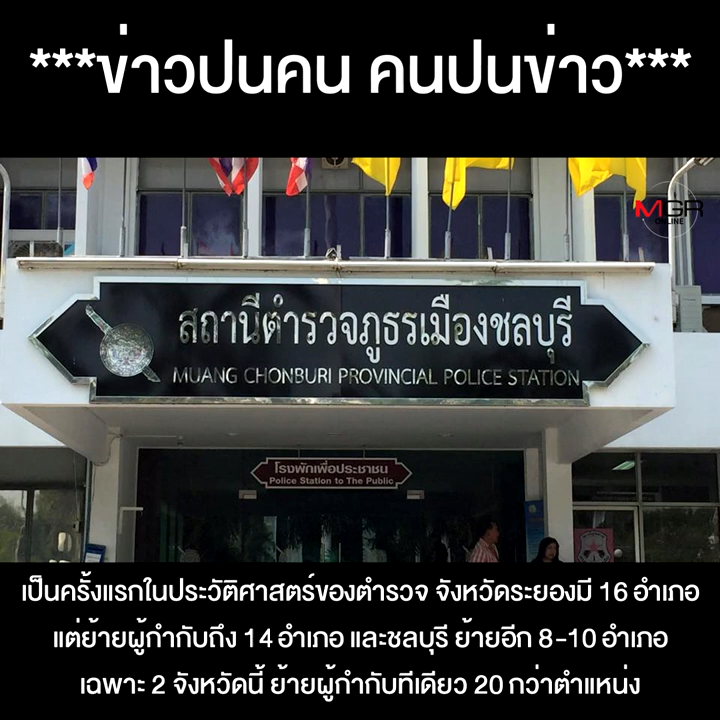 ***ข่าวปนคน คนปนข่าว***
MGR
ONLINE
สถานีตำรวจภูธรเมืองชลบุรี
MUANG CHONBURI PROVINCIAL POLICE STATION
โรงพักเพื่อประชาชน
Police Station to The Public
เป็นครั้งแรกในประวัติศาสตร์ของตำรวจ จังหวัดระยองมี 16 อำเภอ
แต่ย้ายผู้กำกับถึง 14 อำเภอ และชลบุรี ย้ายอีก 8-10 อำเภอ
เฉพาะ 2 จังหวัดนี้ ย้ายผู้กำกับทีเดียว 20 กว่าตำแหน่ง